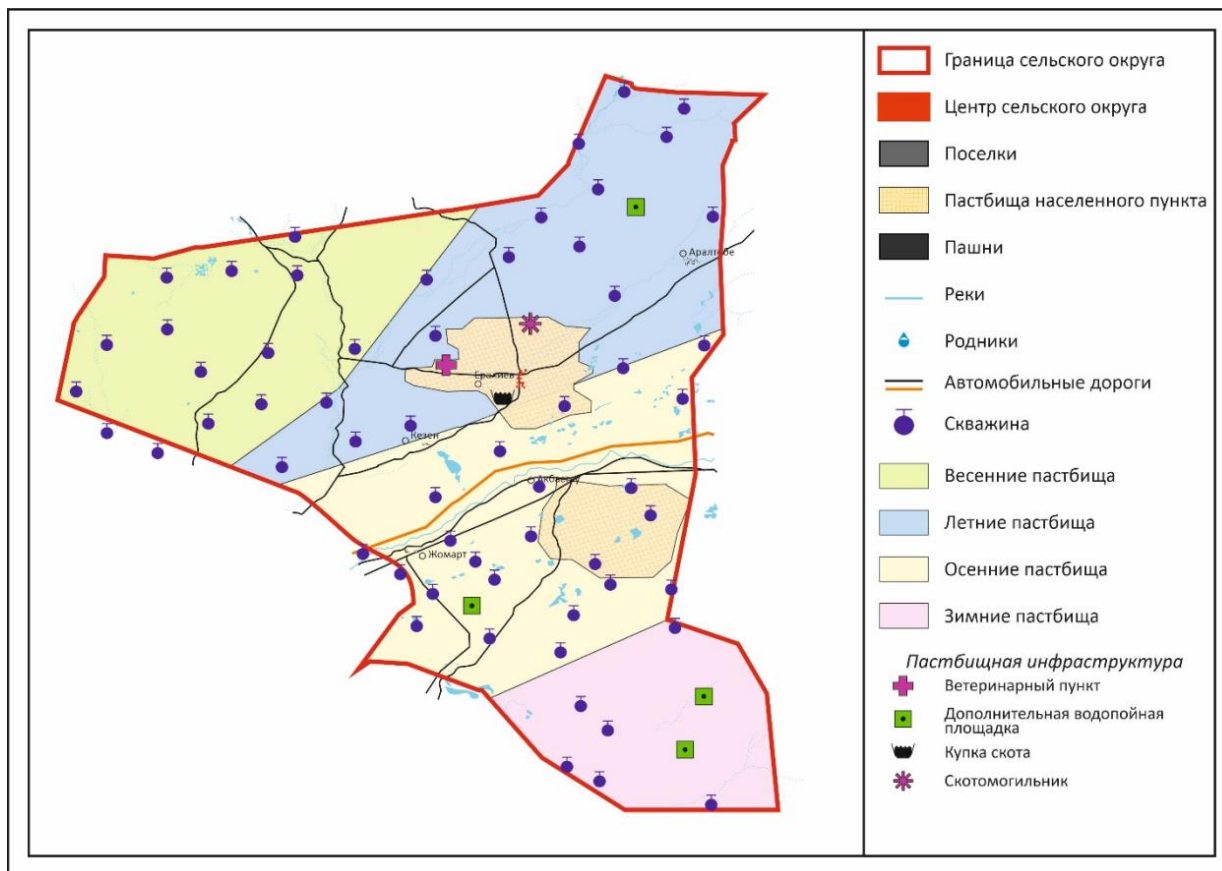 Граница сельского округа
Центр сельского округа
Поселки
Пастбища населенного пункта
Пашни
Реки
Родники
Автомобильные дороги
Скважина
Весенние пастбища
Летние пастбища
Осенние пастбища
Зимние пастбища
Пастбищная инфраструктура
Ветеринарный пункт
Дополнительная водопойная
площадка
Купка скота
Скотомогильник
Аралтобе
Ералиев
Кезен
Жомарт